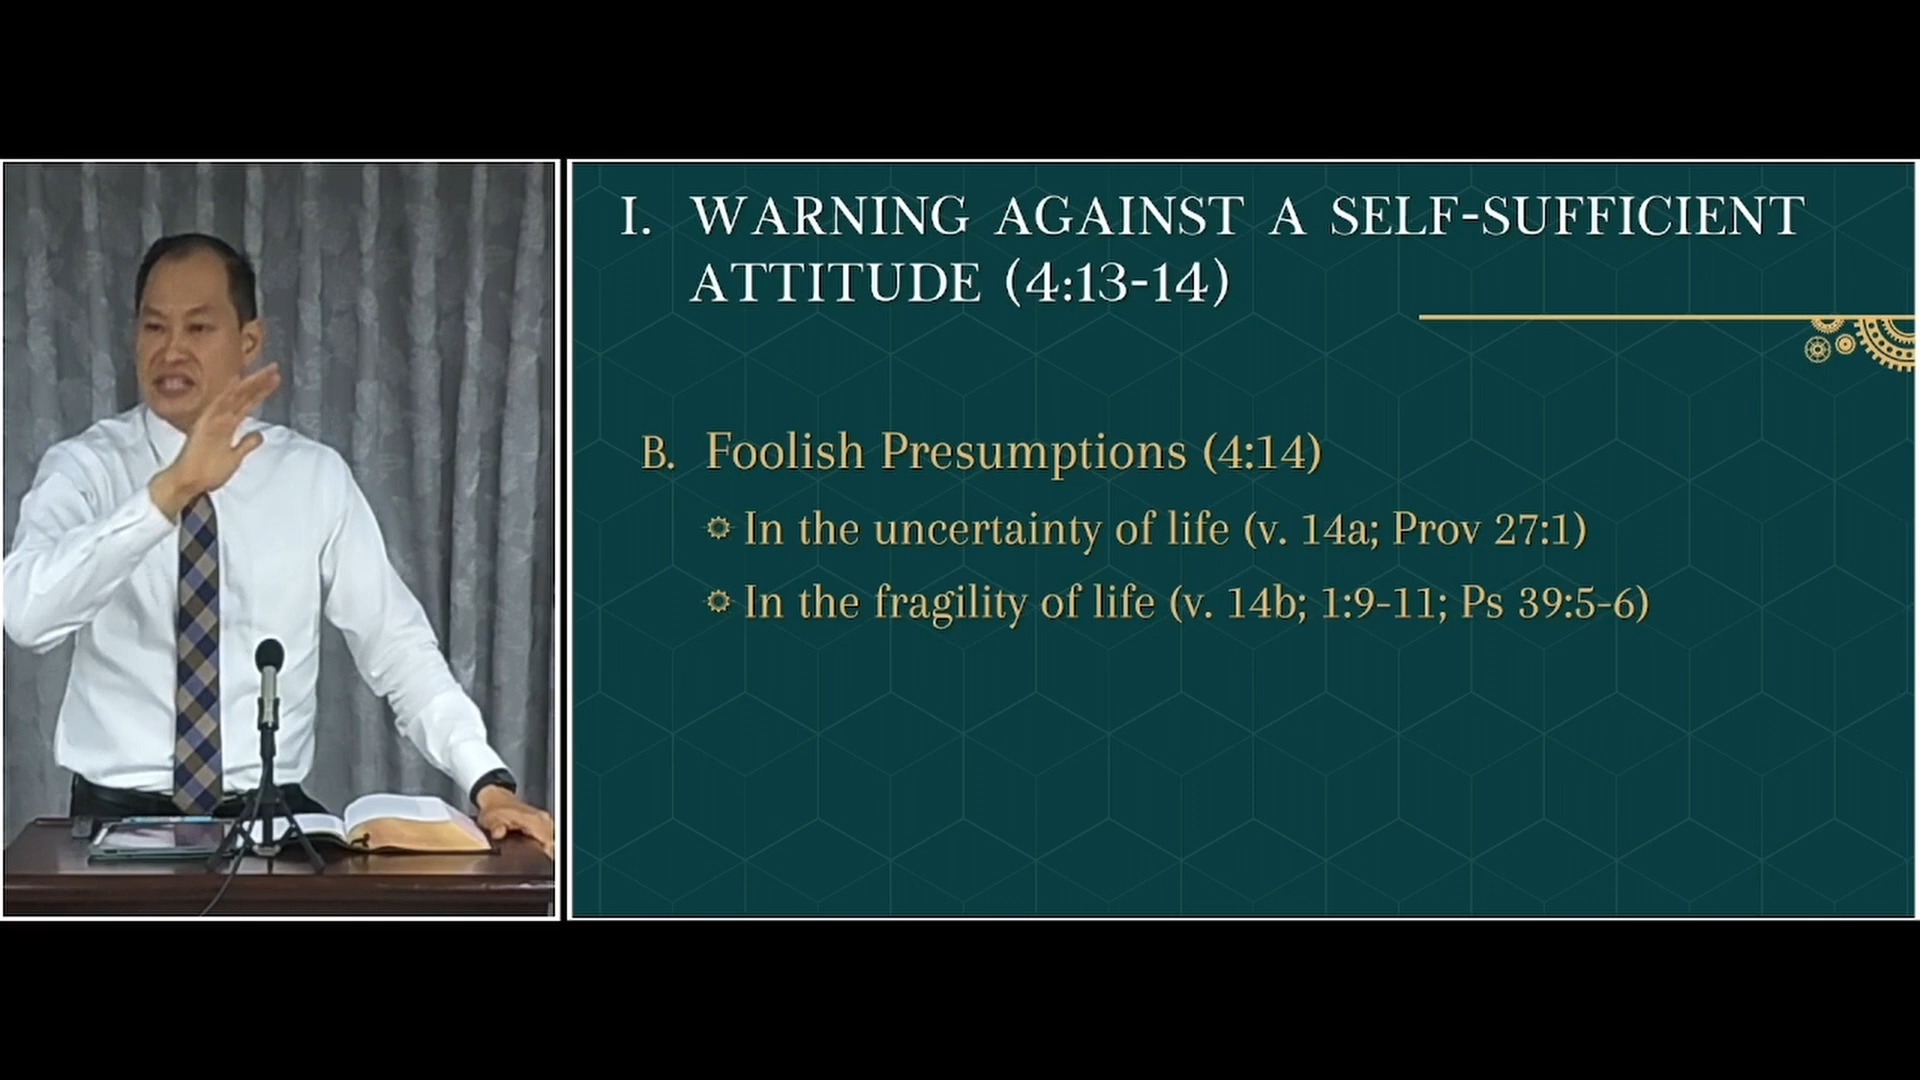 I. WARNING AGAINST A SELF-SUFFICIENT
ATTITUDE (4:13-14)
B. Foolish Presumptions (4:14)
In the uncertainty of life (v. 14a; Prov 27:1)
In the fragility of life (v. 14b; 1:9-11; Ps 39:5-6)